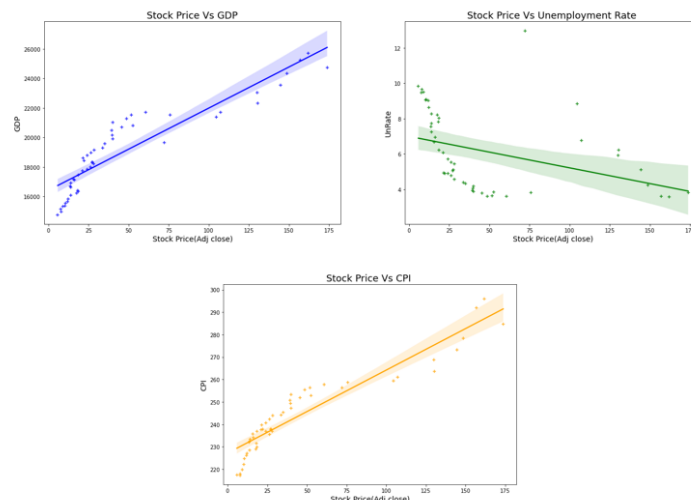 Stock Price Vs GDP
GDP
26000
24000
22000
20000
18000
16000
0 25 50 75 100 125 150 175
Stock Price(Adj close)
Stock Price Vs Unemployment Rate
UnRate
12
10
8
6
4
25 50 75 100 125 150 175
Stock Price(Adj close)
Stock Price Vs CPI
CPI
300
290
280
270
260
250
240
230
220
0 25 50 75 100 125 150 175
Stock Price(Adj close)